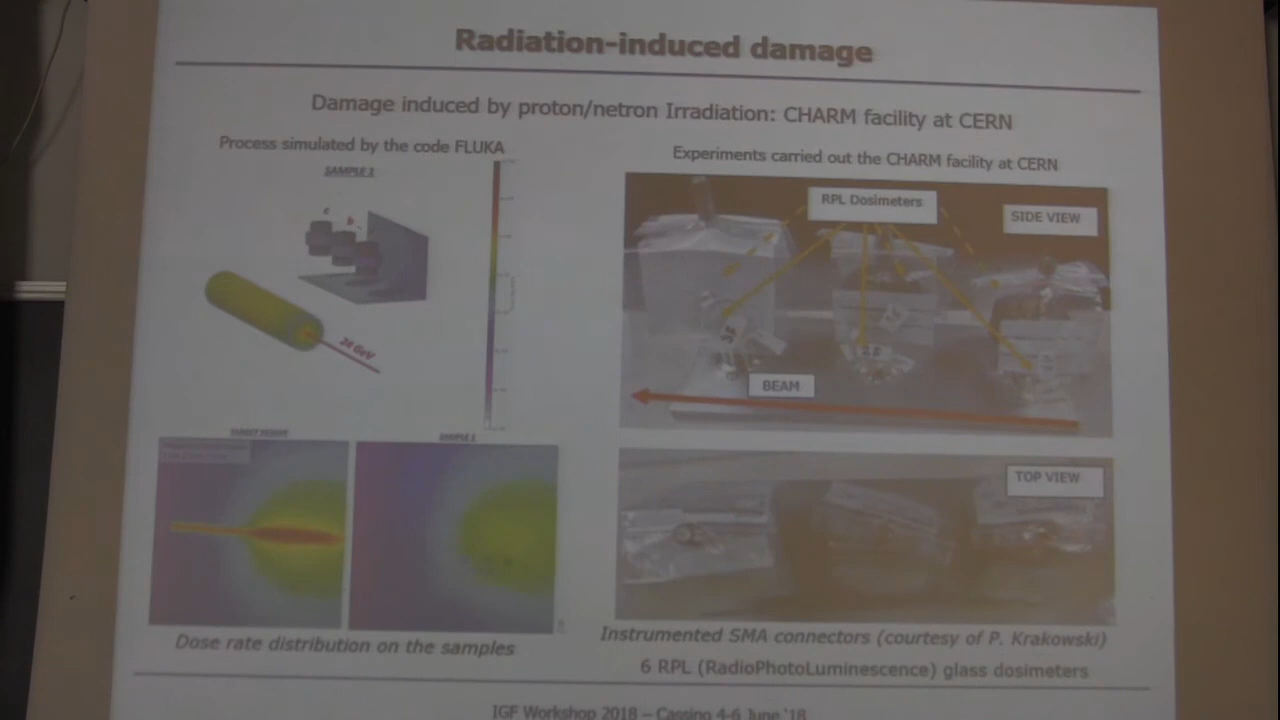 Radiation-induced damage
Damage induced by proton/netron Irradiation: CHARM facility at CERN
Process simulated by the code FLUKA
SAMPLE 1
c
b
24 GeV
Dose rate distribution on the samples
Experiments carried out the CHARM facility at CERN
RPL Dosimeters
SIDE VIEW
BEAM
TOP VIEW
Instrumented SMA connectors (courtesy of P. Krakowski)
6 RPL (RadioPhotoLuminescence) glass dosimeters
IGF Workshop 2018 – Cassino 4-6 June '18